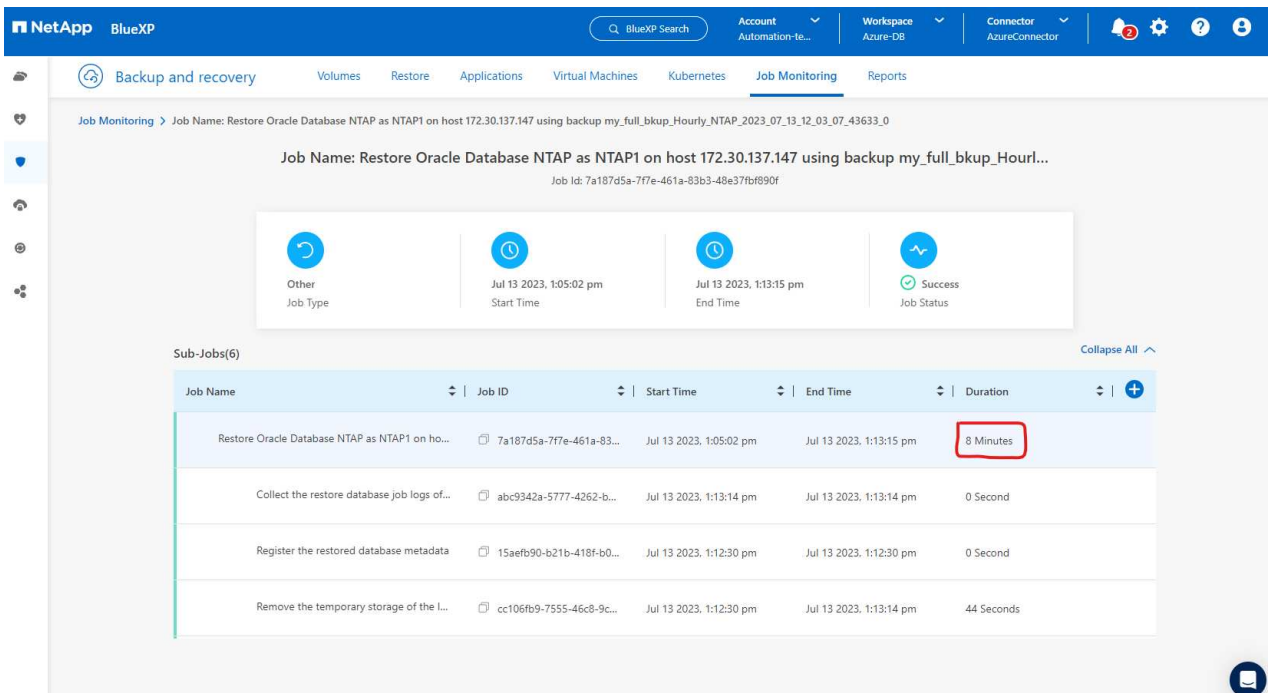 NetApp BlueXP
BlueXP Search
Account
Automation-te...
Workspace
Azure-DB
Connector
AzureConnector
2
Backup and recovery
Volumes Restore Applications Virtual Machines Kubernetes Job Monitoring Reports
Job Monitoring > Job Name: Restore Oracle Database NTAP as NTAP1 on host 172.30.137.147 using backup my_full_bkup_Hourly_NTAP_2023_07_13_12_03_07_43633_0
Job Name: Restore Oracle Database NTAP as NTAP1 on host 172.30.137.147 using backup my_full_bkup_Hourl...
Job Id: 7a187d5a-7f7e-461a-83b3-48e37fbf890f
Other
Job Type
Jul 13 2023, 1:05:02 pm
Start Time
Jul 13 2023, 1:13:15 pm
End Time
Success
Job Status
Sub-Jobs(6)
Collapse All
Job Name Job ID Start Time End Time Duration
Restore Oracle Database NTAP as NTAP1 on ho... 7a187d5a-7f7e-461a-83... Jul 13 2023, 1:05:02 pm Jul 13 2023, 1:13:15 pm 8 Minutes
Collect the restore database job logs of... abc9342a-5777-4262-b... Jul 13 2023, 1:13:14 pm Jul 13 2023, 1:13:14 pm 0 Second
Register the restored database metadata 15aefb90-b21b-418f-b0... Jul 13 2023, 1:12:30 pm Jul 13 2023, 1:12:30 pm 0 Second
Remove the temporary storage of the l... cc106fb9-7555-46c8-9c... Jul 13 2023, 1:12:30 pm Jul 13 2023, 1:13:14 pm 44 Seconds